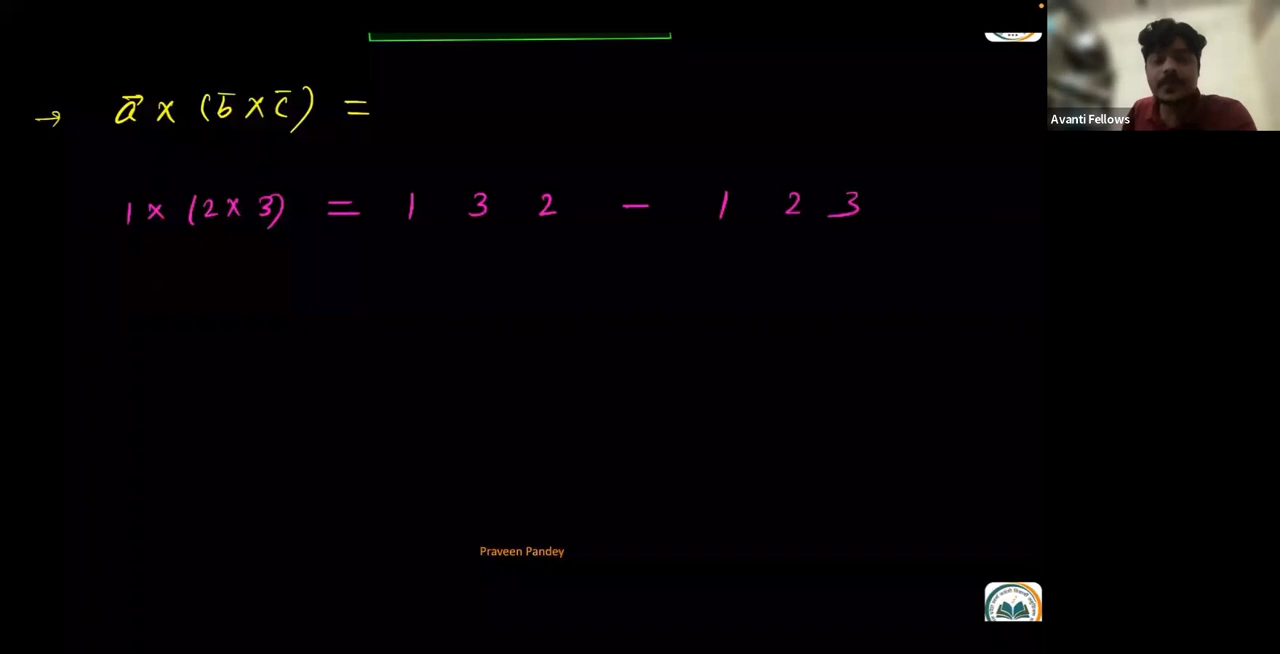 → a⃗ × (b̄ × c̄) =
1 × (2 × 3) = 1 3 2 − 1 2 3
Avanti Fellows
Praveen Pandey